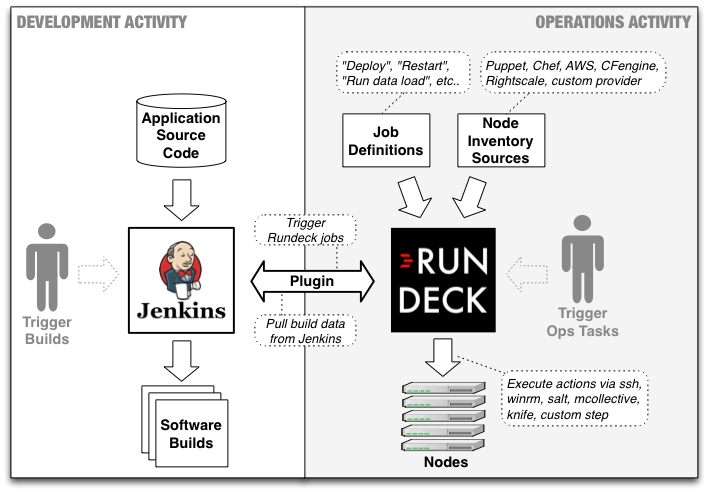 DEVELOPMENT ACTIVITY
OPERATIONS ACTIVITY
"Deploy", "Restart",
"Run data load", etc..
Puppet, Chef, AWS, CFengine,
Rightscale, custom provider
Application
Source
Code
Job
Definitions
Node
Inventory
Sources
Trigger
Rundeck jobs
Trigger
Builds
Jenkins
Plugin
RUN
DECK
Trigger
Ops Tasks
Pull build data
from Jenkins
Software
Builds
Execute actions via ssh,
winrm, salt, mcollective,
knife, custom step
Nodes